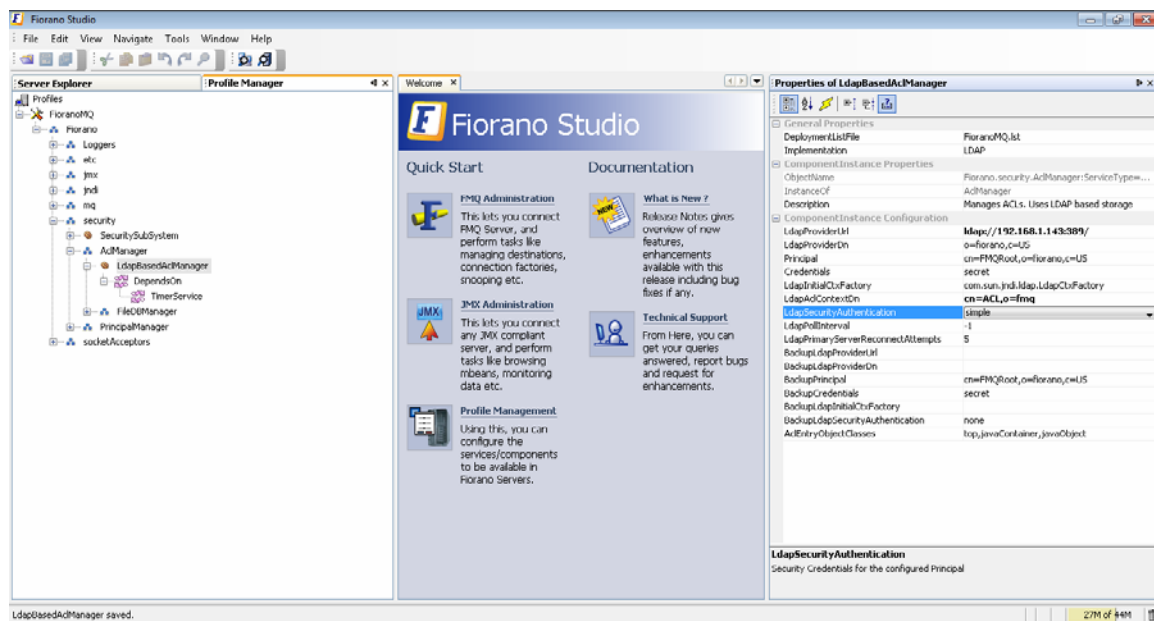 Fiorano Studio
File Edit View Navigate Tools Window Help
Server Explorer
Profile Manager
Profiles
FioranoMQ
Fiorano
Loggers
etc
jmx
jndi
mq
security
SecuritySubSystem
AclManager
LdapBasedAclManager
DependsOn
TimerService
FileDBManager
PrincipalManager
socketAcceptors
Welcome
Fiorano Studio
Quick Start
FMQ Administration
This lets you connect
FMQ Server, and
perform tasks like
managing destinations,
connection factories,
snooping etc.
JMX
JMX Administration
This lets you connect
any JMX compliant
server, and perform
tasks like browsing
mbeans, monitoring
data etc.
Profile Management
Using this, you can
configure the
services/components
to be available in
Fiorano Servers.
Documentation
NEW
What is New ?
Release Notes gives
overview of new
features,
enhancements
available with this
release including bug
fixes if any.
Technical Support
From Here, you can
get your queries
answered, report bugs
and request for
enhancements.
Properties of LdapBasedAclManager
General Properties
DeploymentListFile FioranoMQ.lst
Implementation LDAP
ComponentInstance Properties
ObjectName Fiorano.security.AclManager:ServiceType=...
InstanceOf AclManager
Description Manages ACLs. Uses LDAP based storage
ComponentInstance Configuration
LdapProviderUrl ldap://192.168.1.143:389/
LdapProviderDn o=fiorano,c=US
Principal cn=FMQRoot,o=fiorano,c=US
Credentials secret
LdapInitialCtxFactory com.sun.jndi.ldap.LdapCtxFactory
LdapAclContextDn cn=ACL,o=fmq
LdapSecurityAuthentication simple
LdapPollInterval -1
LdapPrimaryServerReconnectAttempts 5
BackupLdapProviderUrl
BackupLdapProviderDn
BackupPrincipal cn=FMQRoot,o=fiorano,c=US
BackupCredentials secret
BackupLdapInitialCtxFactory
BackupLdapSecurityAuthentication none
AclEntryObjectClasses top,javaContainer,javaObject
LdapSecurityAuthentication
Security Credentials for the configured Principal
LdapBasedAclManager saved.
27M of 44M